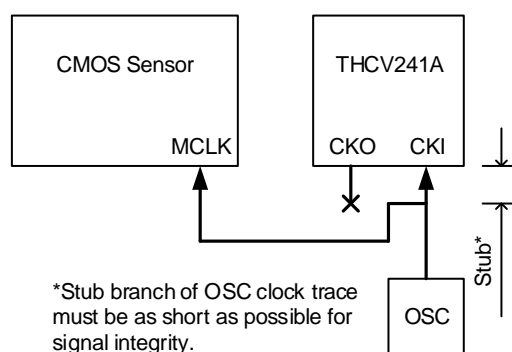 CMOS Sensor
THCV241A
MCLK
CKO
CKI
Stub*
*Stub branch of OSC clock trace
must be as short as possible for
signal integrity.
OSC